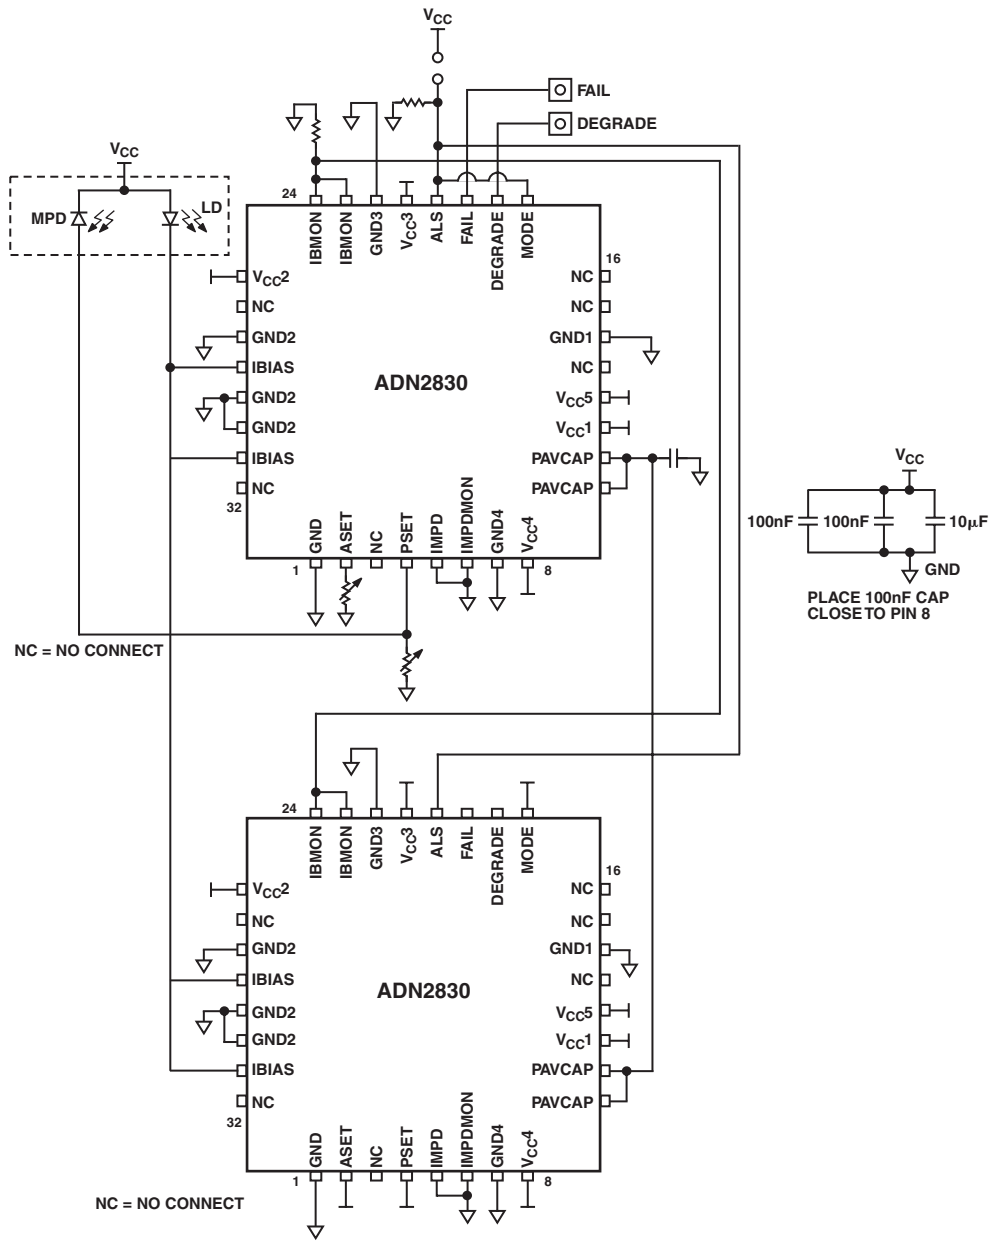 VCC
FAIL
DEGRADE
VCC
MPD
LD
24
IBMON
IBMON
GND3
VCC3
ALS
FAIL
DEGRADE
MODE
16
VCC2
NC
GND2
IBIAS
GND2
GND2
IBIAS
NC
32
ADN2830
NC
NC
GND1
NC
VCC5
VCC1
PAVCAP
PAVCAP
1
GND
ASET
NC
PSET
IMPD
IMPDMON
GND4
VCC4
8
NC = NO CONNECT
VCC
100nF
100nF
10µF
GND
PLACE 100nF CAP
CLOSE TO PIN 8
24
IBMON
IBMON
GND3
VCC3
ALS
FAIL
DEGRADE
MODE
16
VCC2
NC
GND2
IBIAS
GND2
GND2
IBIAS
NC
32
ADN2830
NC
NC
GND1
NC
VCC5
VCC1
PAVCAP
PAVCAP
1
GND
ASET
NC
PSET
IMPD
IMPDMON
GND4
VCC4
8
NC = NO CONNECT